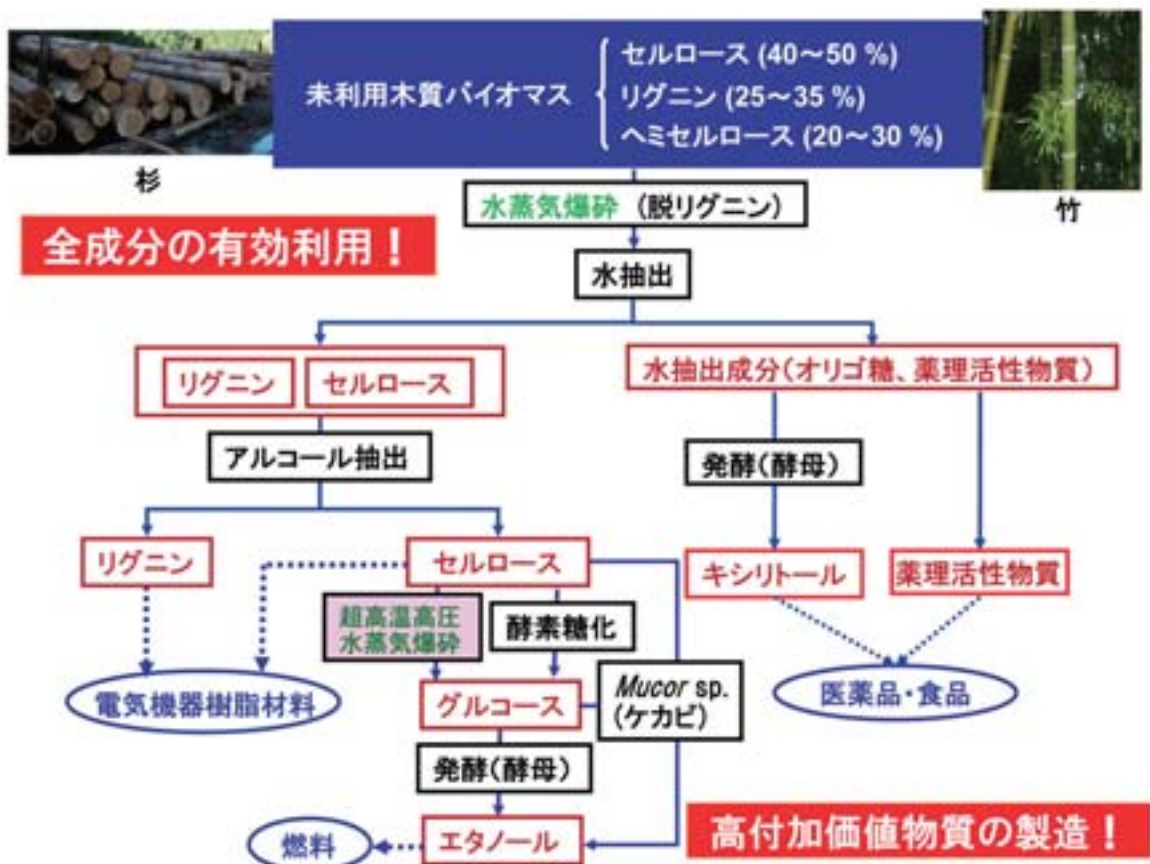 未利用木質バイオマス
セルロース (40～50 %)
リグニン (25～35 %)
ヘミセルロース (20～30 %)
杉
竹
水蒸気爆砕 (脱リグニン)
全成分の有効利用！
水抽出
リグニン
セルロース
水抽出成分(オリゴ糖、薬理活性物質)
アルコール抽出
発酵(酵母)
リグニン
セルロース
キシリトール
薬理活性物質
超高温高圧
水蒸気爆砕
酵素糖化
電気機器樹脂材料
グルコース
Mucor sp.
(ケカビ)
医薬品・食品
発酵(酵母)
燃料
エタノール
高付加価値物質の製造！